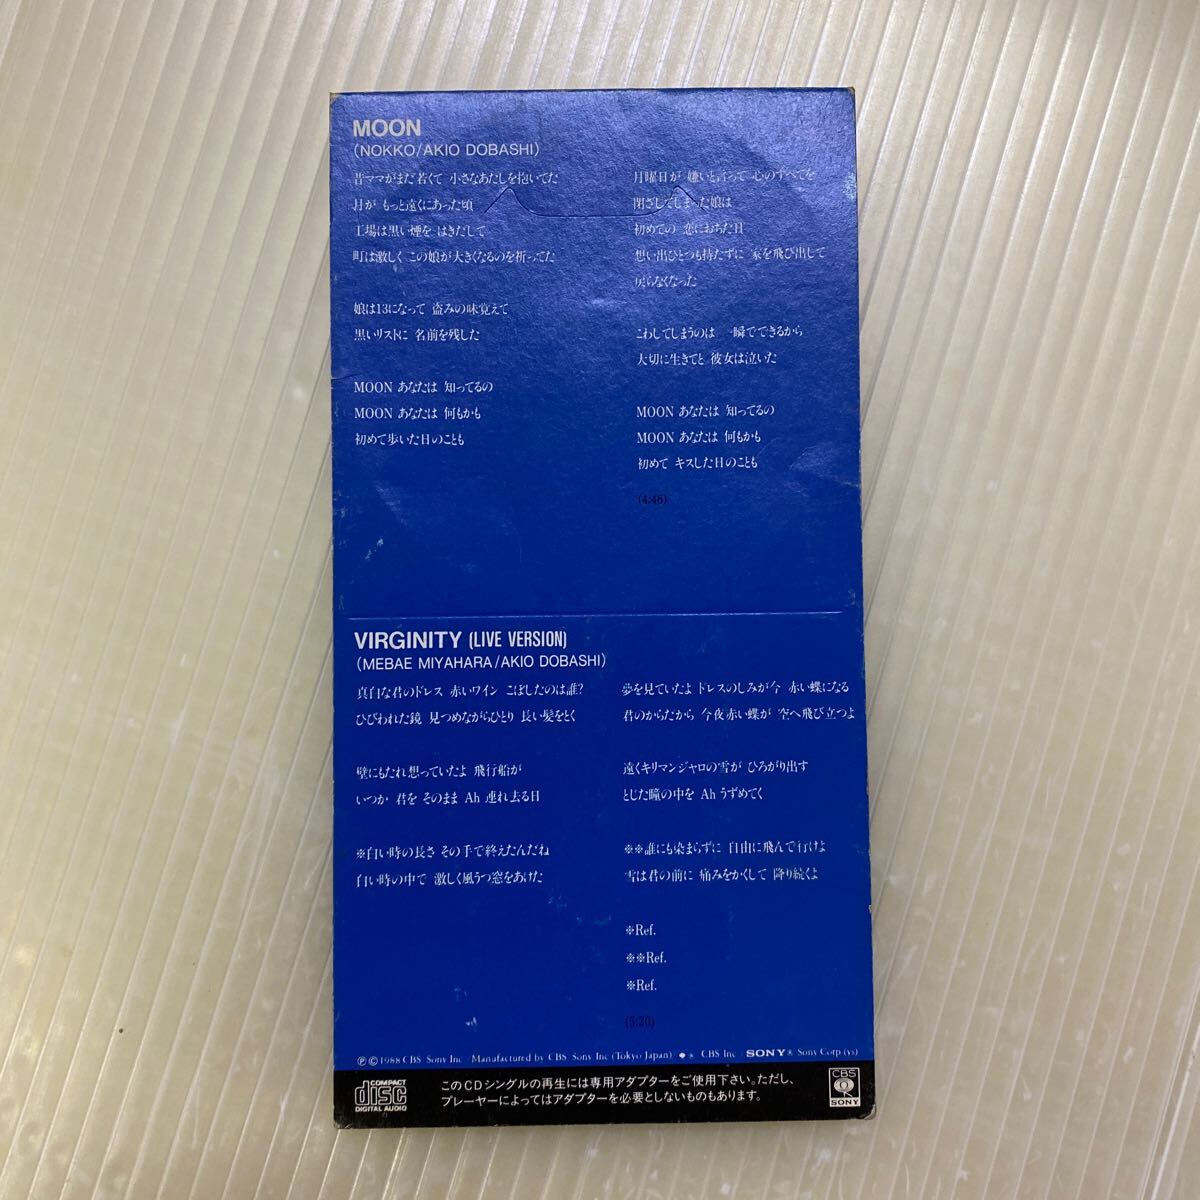 MOON
(NOKKO/AKIO DOBASHI)
昔ママがまだ若くて 小さなあたしを抱いてた
月が もっと遠くにあった頃
工場は黒い煙を はきだして
町は激しく この娘が大きくなるのを祈ってた
娘は13になって 盗みの味覚えて
黒いリストに 名前を残した
MOON あなたは 知ってるの
MOON あなたは 何もかも
初めて歩いた日のことも
月曜日が 嫌いと言って 心のすべてを
閉ざしてしまった娘は
初めての 恋におちた日
想い出ひとつも持たずに 家を飛び出して
戻らなくなった
こわしてしまうのは 一瞬でできるから
大切に生きてと 彼女は泣いた
MOON あなたは 知ってるの
MOON あなたは 何もかも
初めて キスした日のことも
(4:46)
VIRGINITY (LIVE VERSION)
(MEBAE MIYAHARA/AKIO DOBASHI)
真白な君のドレス 赤いワイン こぼしたのは誰?
ひびわれた鏡 見つめながらひとり 長い髪をとく
壁にもたれ想っていたよ 飛行船が
いつか 君を そのまま Ah 連れ去る日
※白い時の長さ その手で終えたんだね
白い時の中で 激しく風うつ窓をあけた
夢を見ていたよ ドレスのしみが今 赤い蝶になる
君のからだから 今夜赤い蝶が 空へ飛び立つよ
遠くキリマンジャロの雪が ひろがり出す
とじた瞳の中を Ah うずめてく
※※誰にも染まらずに 自由に飛んで行けよ
雪は君の前に 痛みをかくして 降り続くよ
※Ref.
※※Ref.
※Ref.
(5:20)
Ⓟ©1988 CBS Sony Inc Manufactured by CBS Sony Inc (Tokyo Japan) CBS Inc SONY® Sony Corp (ys)
COMPACT
disc
DIGITAL AUDIO
このCDシングルの再生には専用アダプターをご使用下さい。ただし、
プレーヤーによってはアダプターを必要としないものもあります。
CBS
SONY